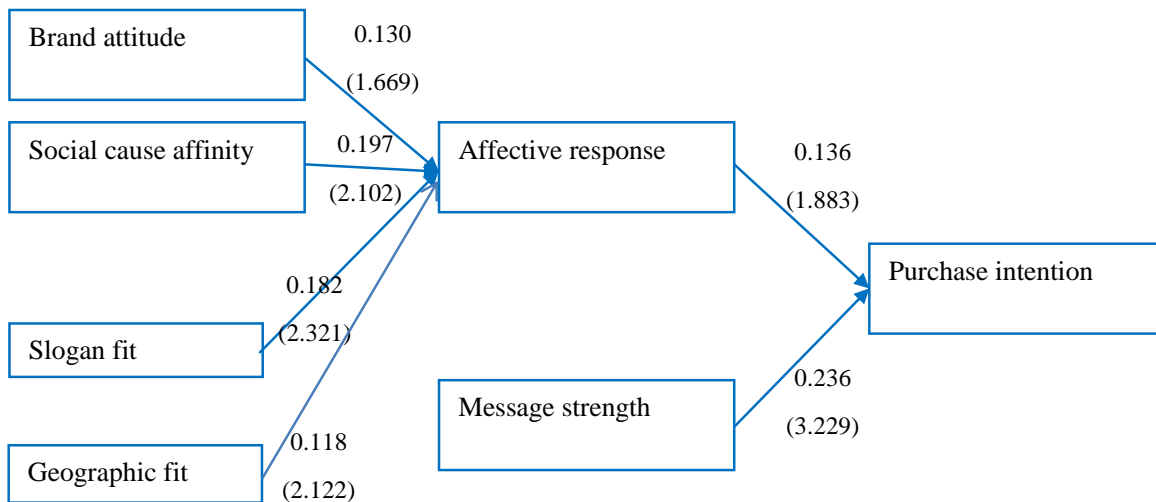 Brand attitude
0.130
(1.669)
Social cause affinity
0.197
(2.102)
Affective response
0.136
(1.883)
Purchase intention
Slogan fit
0.182
(2.321)
Message strength
0.236
(3.229)
Geographic fit
0.118
(2.122)